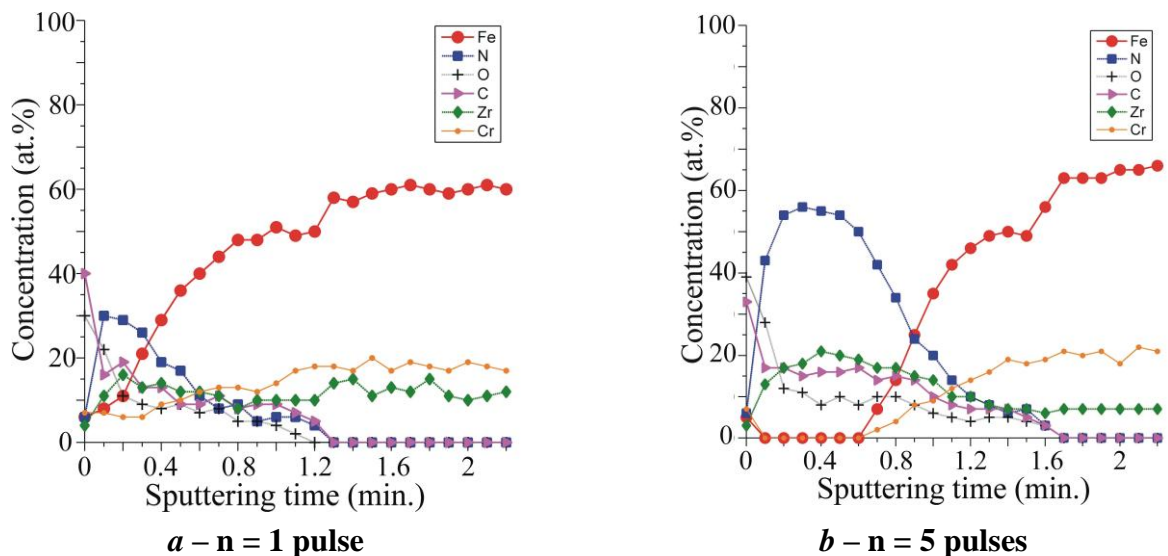 100
80
60
40
20
0
Concentration (at.%)
Fe
N
O
C
Zr
Cr
0 0.4 0.8 1.2 1.6 2
Sputtering time (min.)
a – n = 1 pulse
100
80
60
40
20
0
Concentration (at.%)
Fe
N
O
C
Zr
Cr
0 0.4 0.8 1.2 1.6 2
Sputtering time (min.)
b – n = 5 pulses